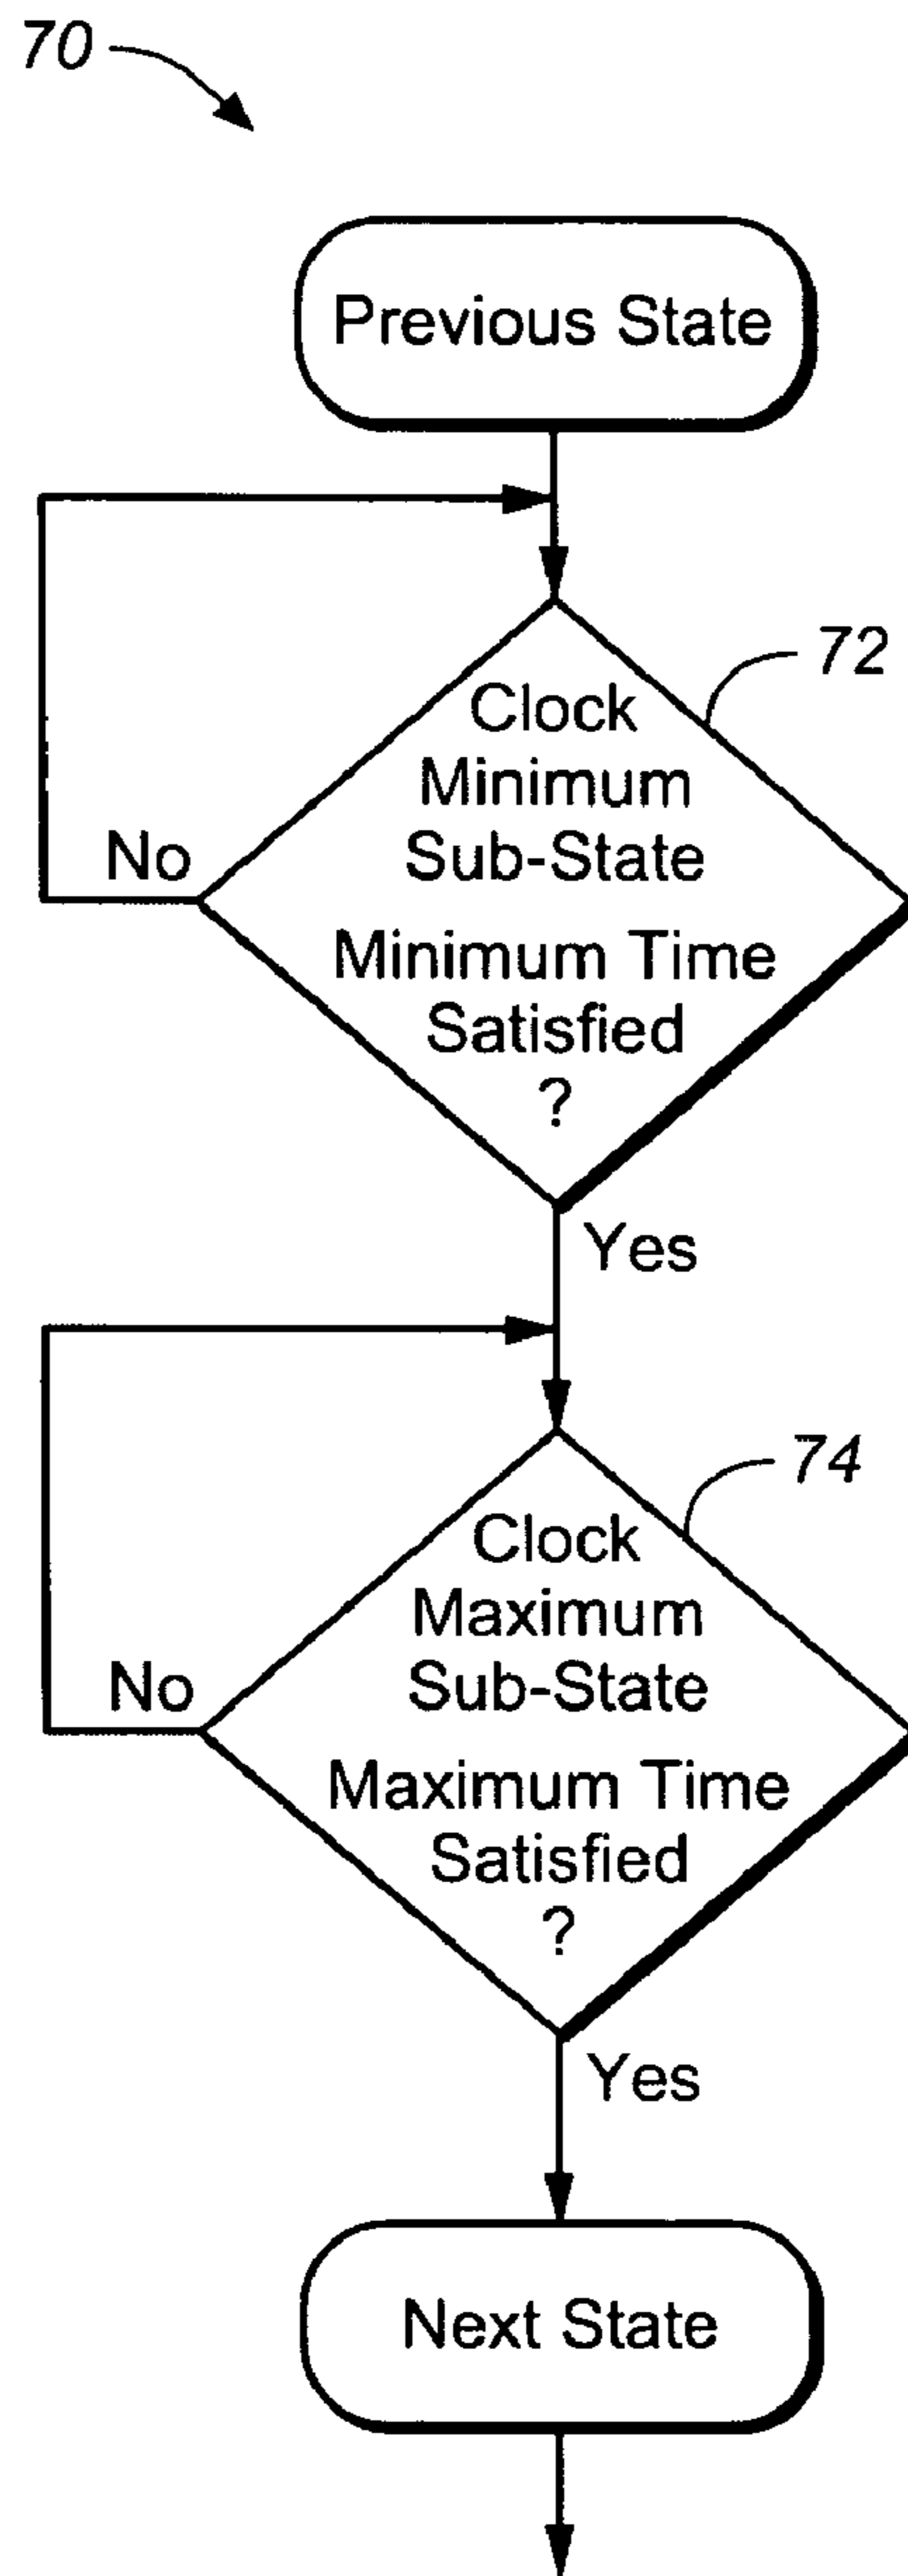 70
Previous State
72
Clock
Minimum
Sub-State
No
Minimum Time
Satisfied
?
Yes
74
Clock
Maximum
Sub-State
No
Maximum Time
Satisfied
?
Yes
Next State